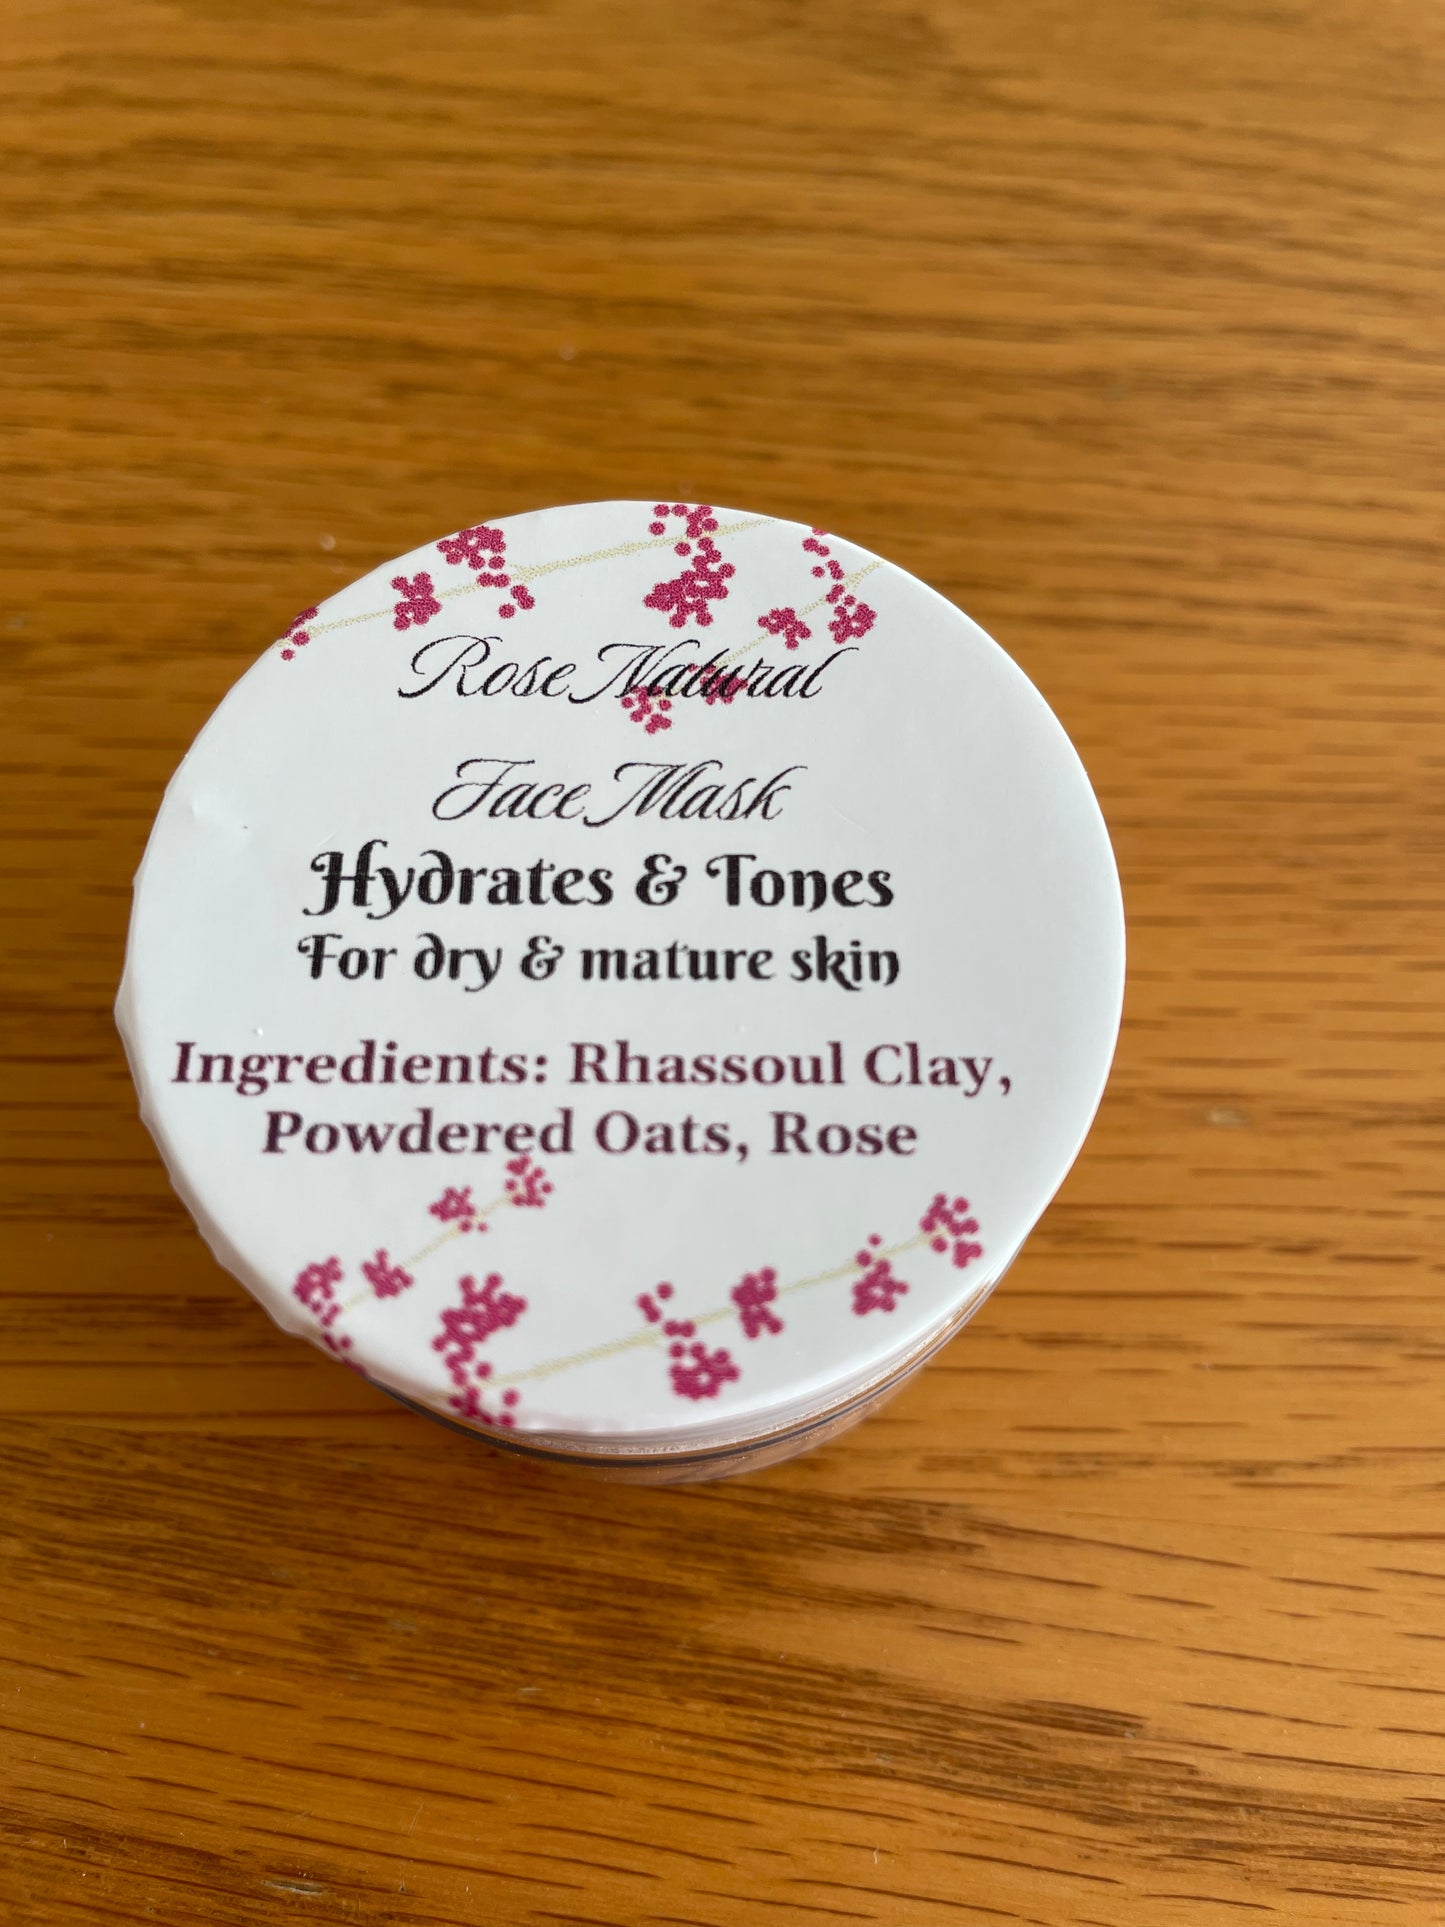 Rose Natural
Face Mask
Hydrates & Tones
For dry & mature skin
Ingredients: Rhassoul Clay,
Powdered Oats, Rose